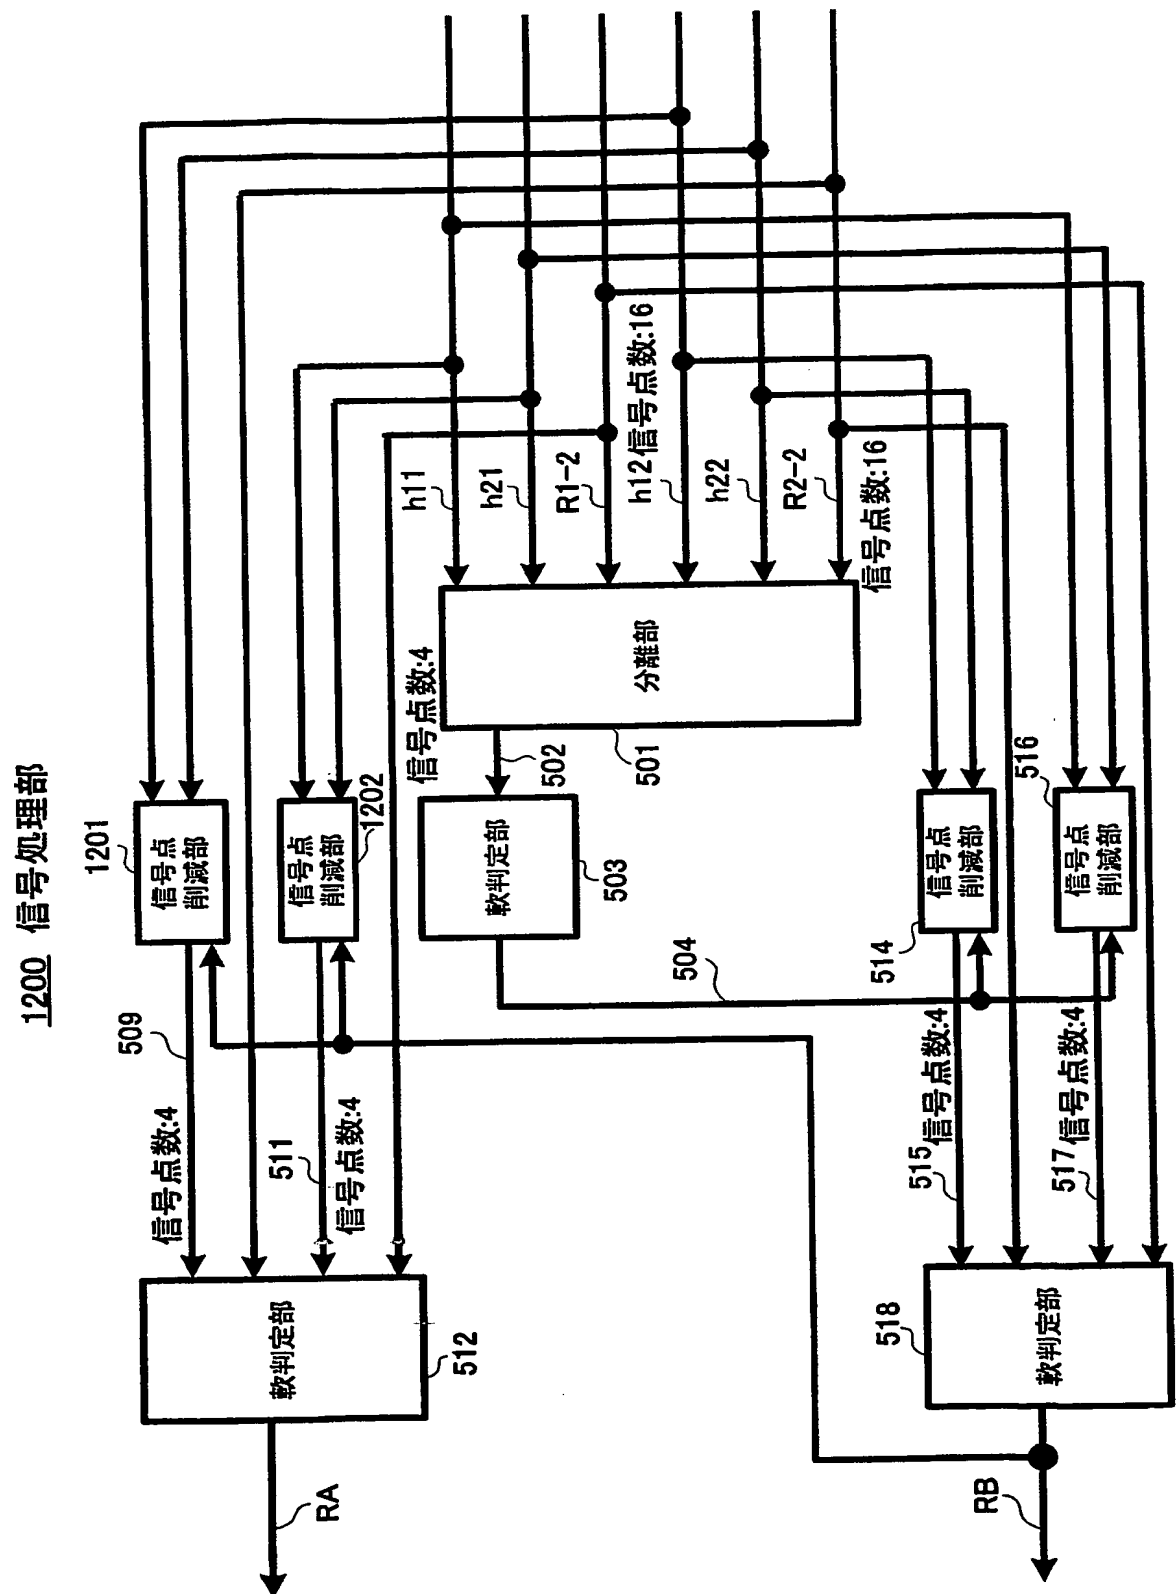 1200 信号処理部
1201
信号点
削減部
509
信号点数:4
1202
信号点
削減部
511
信号点数:4
軟判定部
512
RA
h11
h21
R1-2
h12
信号点数:16
h22
R2-2
信号点数:16
分離部
501
信号点数:4
502
軟判定部
503
504
信号点
削減部
514
515
信号点数:4
516
信号点
削減部
517
信号点数:4
軟判定部
518
RB